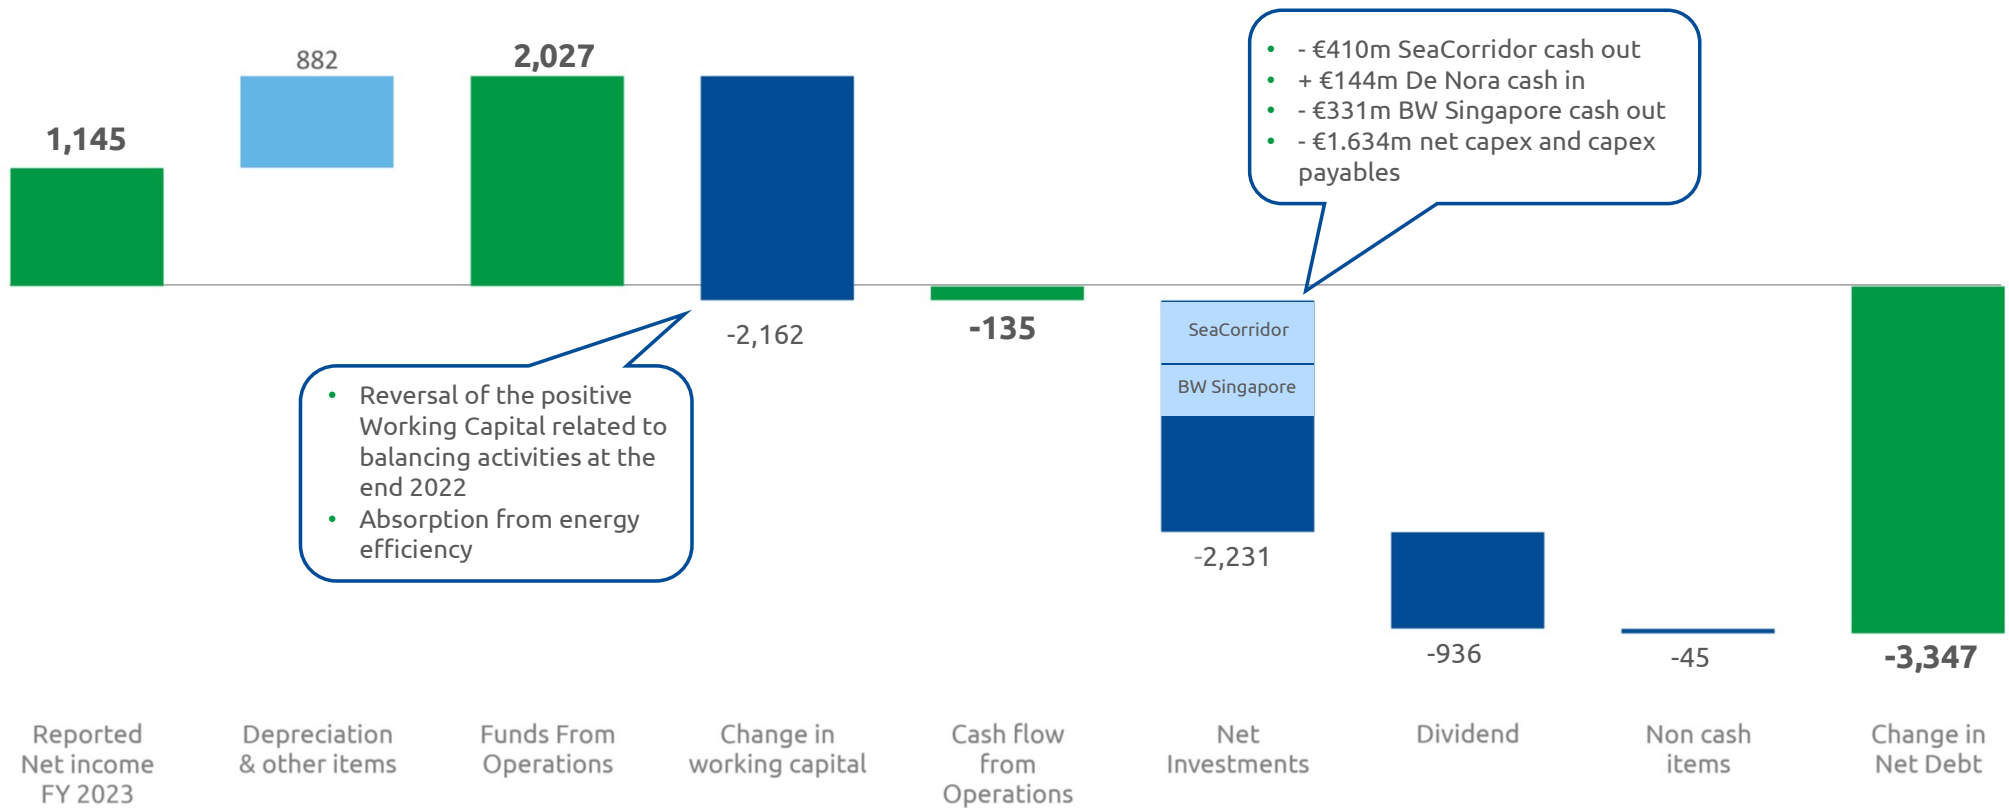 1,145
882
2,027
-2,162
-135
-2,231
-936
-45
-3,347
• - €410m SeaCorridor cash out
• + €144m De Nora cash in
• - €331m BW Singapore cash out
• - €1.634m net capex and capex
payables
SeaCorridor
BW Singapore
• Reversal of the positive
Working Capital related to
balancing activities at the
end 2022
• Absorption from energy
efficiency
Reported
Net income
FY 2023
Depreciation
& other items
Funds From
Operations
Change in
working capital
Cash flow
from
Operations
Net
Investments
Dividend
Non cash
items
Change in
Net Debt